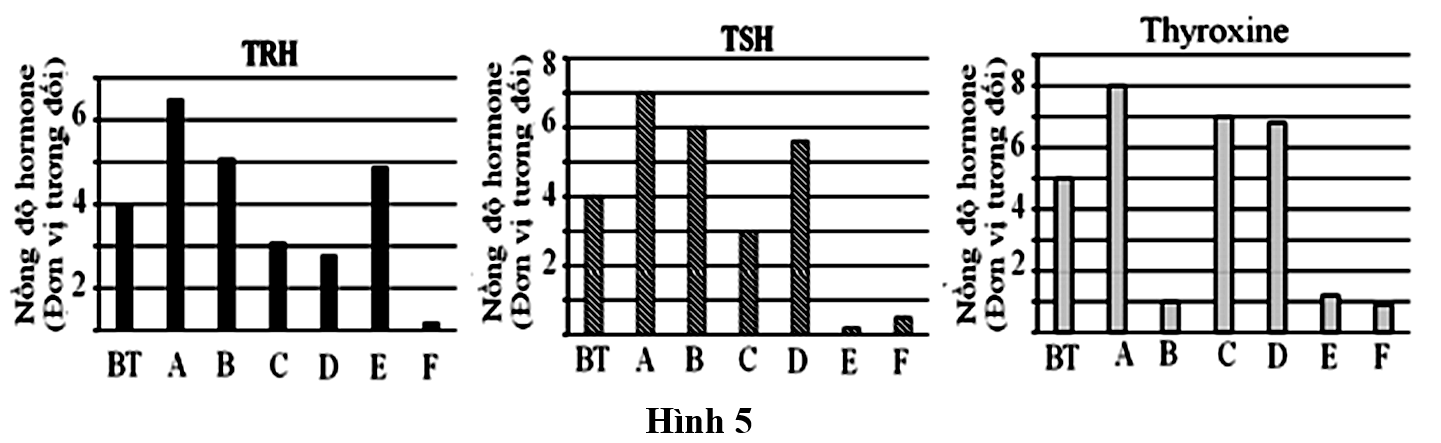 TRH
Nồng độ hormone
(Đơn vị tương đối)
6
4
2
BT A B C D E F
TSH
Nồng độ hormone
(Đơn vị tương đối)
8
6
4
2
BT A B C D E F
Thyroxine
Nồng độ hormone
(Đơn vị tương đối)
8
6
4
2
BT A B C D E F
Hình 5